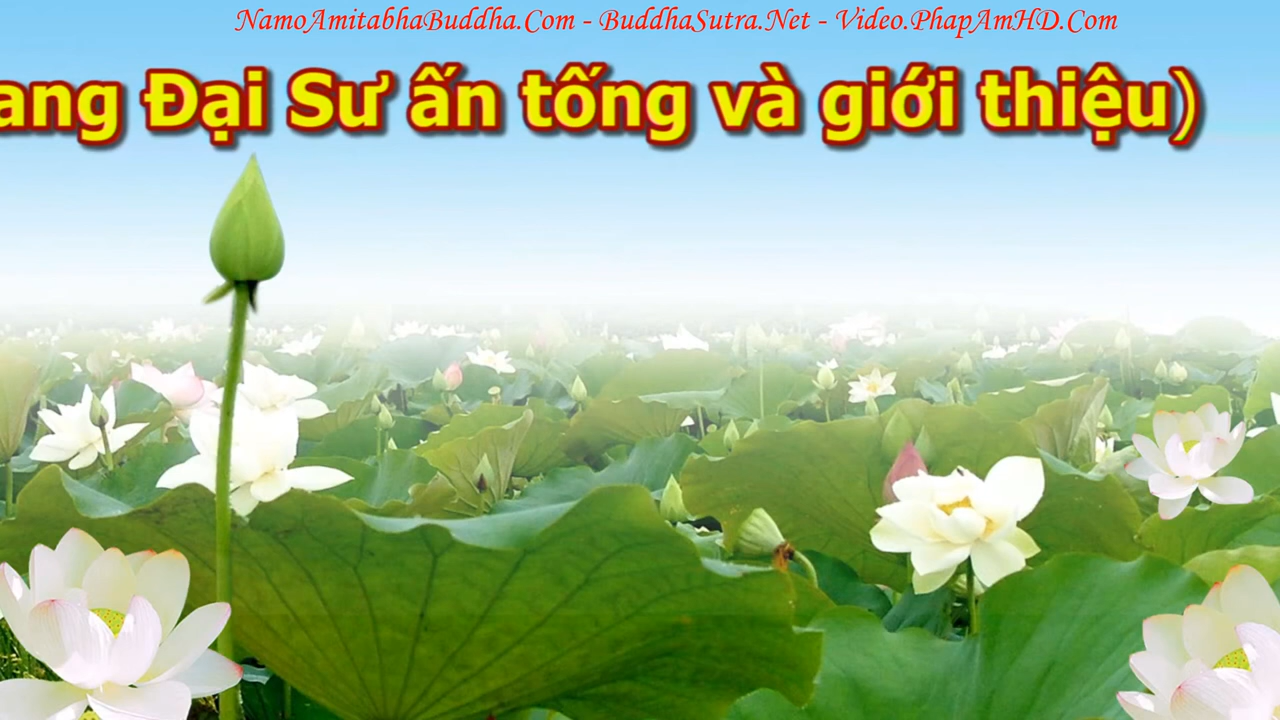 NamoAmitabhaBuddha.Com - BuddhaSutra.Net - Video.PhapAmHD.Com
ang Đại Sư ấn tống và giới thiệu)